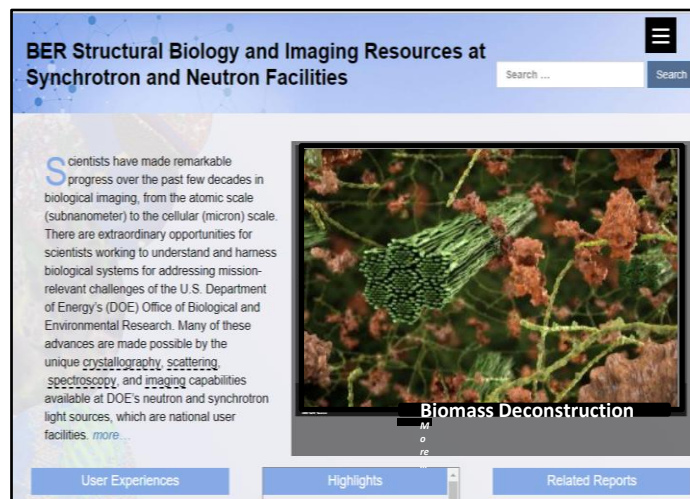 BER Structural Biology and Imaging Resources at
Synchrotron and Neutron Facilities
Search ...
Search
Scientists have made remarkable
progress over the past few decades in
biological imaging, from the atomic scale
(subnanometer) to the cellular (micron) scale.
There are extraordinary opportunities for
scientists working to understand and harness
biological systems for addressing mission-
relevant challenges of the U.S. Department
of Energy's (DOE) Office of Biological and
Environmental Research. Many of these
advances are made possible by the
unique crystallography, scattering,
spectroscopy, and imaging capabilities
available at DOE's neutron and synchrotron
light sources, which are national user
facilities. more...
Biomass Deconstruction
More
User Experiences
Highlights
Related Reports